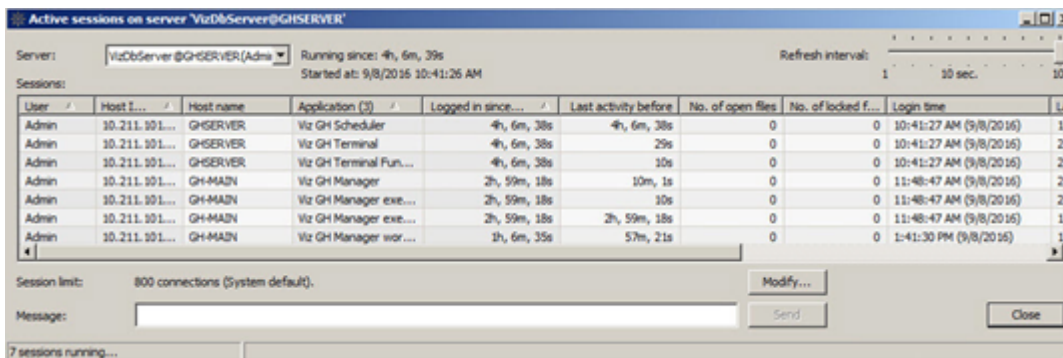 Active sessions on server 'VizDbServer@GHSERVER'
Server: VizDbServer@GHSERVER(Admi Running since: 4h, 6m, 39s Refresh interval:
Started at: 9/8/2016 10:41:26 AM 1 10 sec. 10
Sessions:
User Host I... Host name Application (3) Logged in since... Last activity before No. of open files No. of locked f... Login time L
Admin 10.211.101... GHSERVER Viz GH Scheduler 4h, 6m, 38s 4h, 6m, 38s 0 0 10:41:27 AM (9/8/2016) 1
Admin 10.211.101... GHSERVER Viz GH Terminal 4h, 6m, 38s 29s 0 0 10:41:27 AM (9/8/2016) 2
Admin 10.211.101... GHSERVER Viz GH Terminal Fun... 4h, 6m, 38s 10s 0 0 10:41:27 AM (9/8/2016) 2
Admin 10.211.101... GH-MAIN Viz GH Manager 2h, 59m, 18s 10m, 1s 0 0 11:48:47 AM (9/8/2016) 1
Admin 10.211.101... GH-MAIN Viz GH Manager exe... 2h, 59m, 18s 10s 0 0 11:48:47 AM (9/8/2016) 2
Admin 10.211.101... GH-MAIN Viz GH Manager exe... 2h, 59m, 18s 2h, 59m, 18s 0 0 11:48:47 AM (9/8/2016) 1
Admin 10.211.101... GH-MAIN Viz GH Manager wor... 1h, 6m, 35s 57m, 21s 0 0 1:41:30 PM (9/8/2016) 1
Session limit: 800 connections (System default). Modify...
Message: Send Close
7 sessions running...